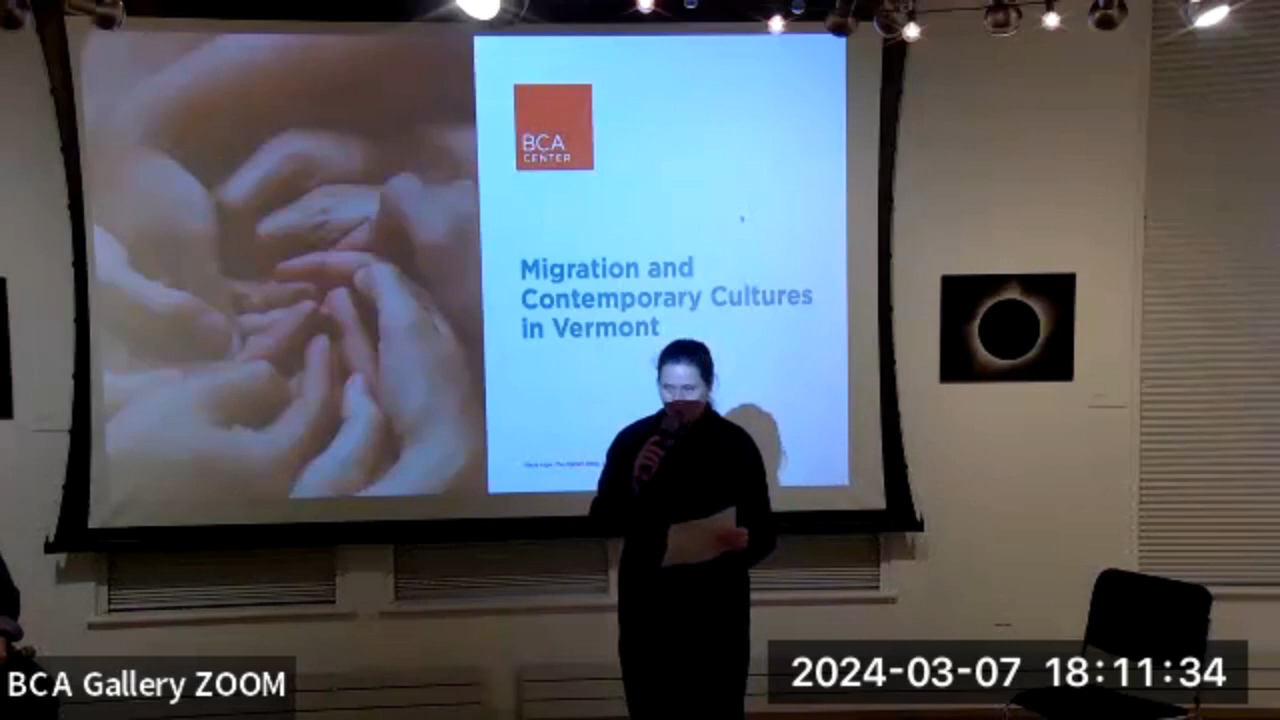 BCA
CENTER
Migration and
Contemporary Cultures
in Vermont
BCA Gallery ZOOM
2024-03-07 18:11:34